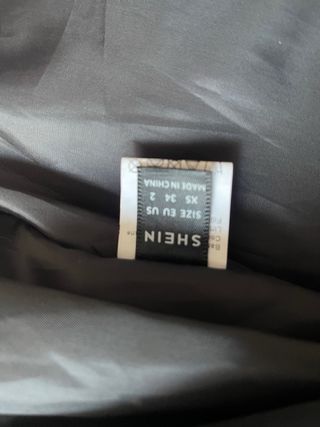 SHEIN
SIZE EU US
XS 34 2
MADE IN CHINA